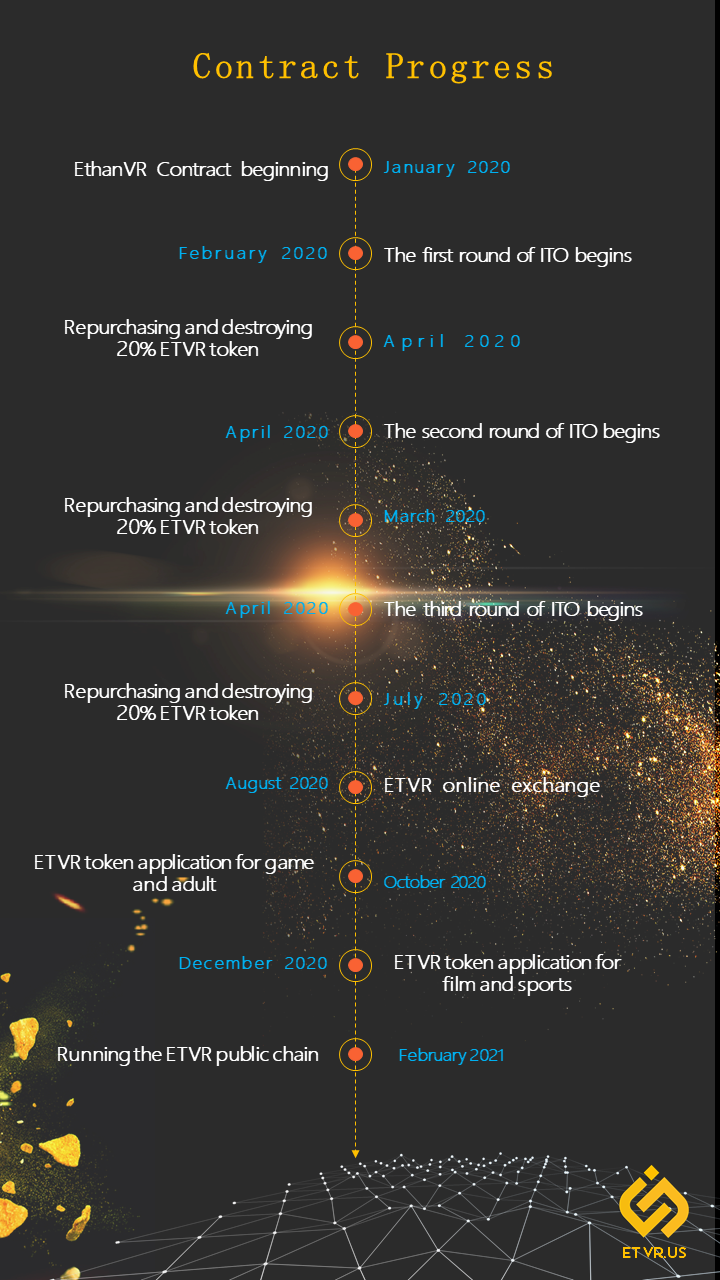 Contract Progress
EthanVR Contract beginning
January 2020
February 2020
The first round of ITO begins
Repurchasing and destroying
20% ETVR token
April 2020
April 2020
The second round of ITO begins
Repurchasing and destroying
20% ETVR token
March 2020
April 2020
The third round of ITO begins
Repurchasing and destroying
20% ETVR token
July 2020
August 2020
ETVR online exchange
ETVR token application for game
and adult
October 2020
December 2020
ETVR token application for
film and sports
Running the ETVR public chain
February 2021
ETVR.US